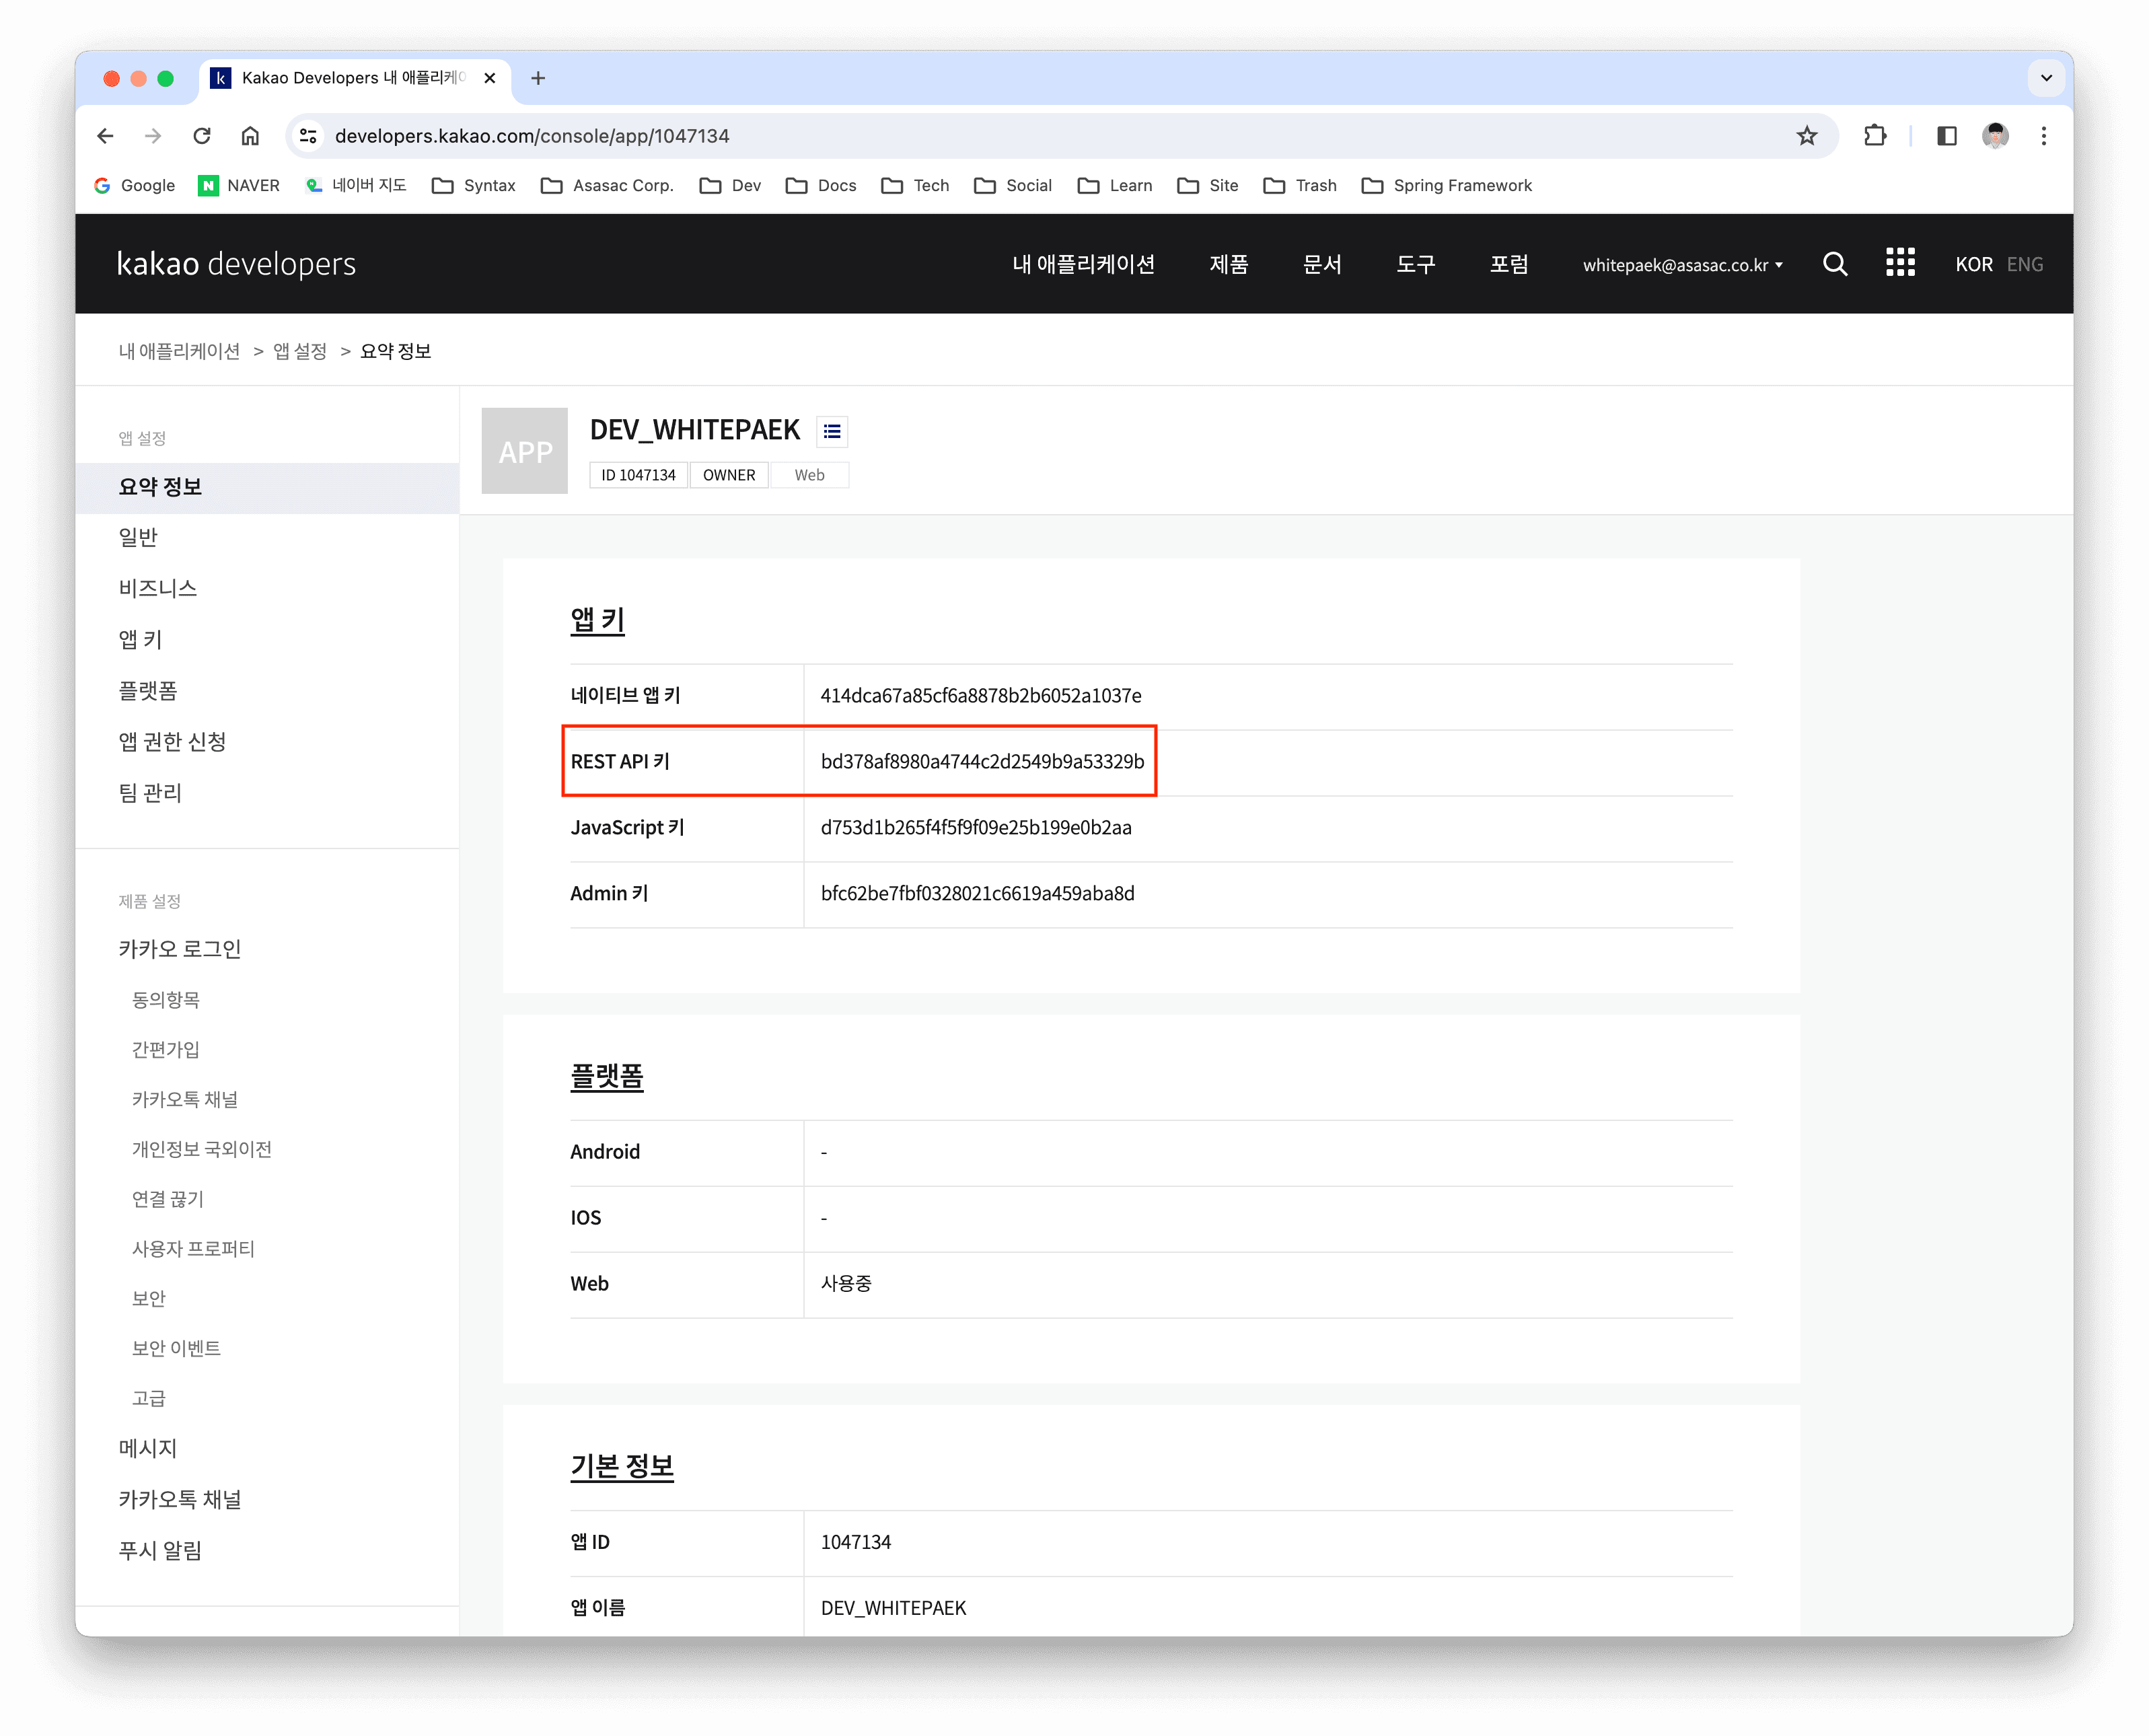 Kakao Developers 내 애플리케이
developers.kakao.com/console/app/1047134
Google NAVER 네이버 지도 Syntax Asasac Corp. Dev Docs Tech Social Learn Site Trash Spring Framework
kakao developers 내 애플리케이션 제품 문서 도구 포럼 whitepaek@asasac.co.kr KOR ENG
내 애플리케이션 > 앱 설정 > 요약 정보
앱 설정
요약 정보
일반
비즈니스
앱 키
플랫폼
앱 권한 신청
팀 관리
제품 설정
카카오 로그인
동의항목
간편가입
카카오톡 채널
개인정보 국외이전
연결 끊기
사용자 프로퍼티
보안
보안 이벤트
고급
메시지
카카오톡 채널
푸시 알림
APP
DEV_WHITEPAEK
ID 1047134 OWNER Web
앱 키
네이티브 앱 키 414dca67a85cf6a8878b2b6052a1037e
REST API 키 bd378af8980a4744c2d2549b9a53329b
JavaScript 키 d753d1b265f4f5f9f09e25b199e0b2aa
Admin 키 bfc62be7fbf0328021c6619a459aba8d
플랫폼
Android -
IOS -
Web 사용중
기본 정보
앱 ID 1047134
앱 이름 DEV_WHITEPAEK